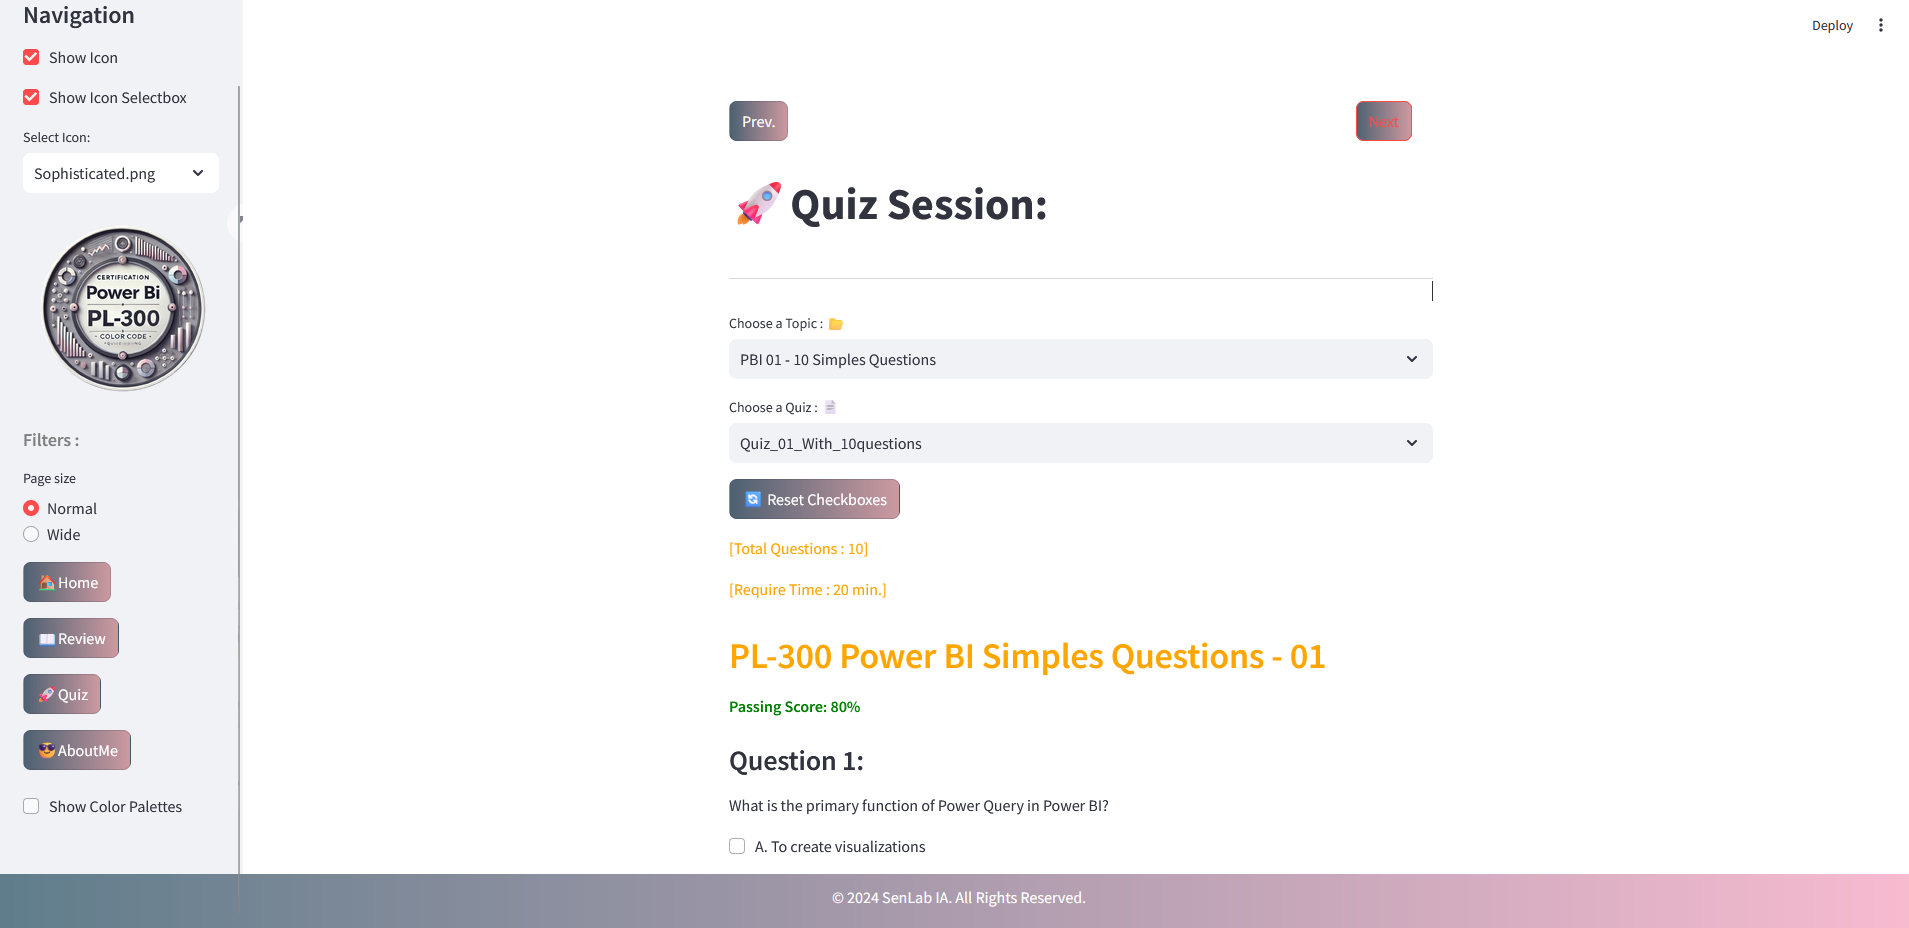 Navigation
Show Icon
Show Icon Selectbox
Select Icon:
Sophisticated.png
CERTIFICATION
Power Bi
PL-300
COLOR CODE
Filters :
Page size
Normal
Wide
Home
Review
Quiz
AboutMe
Show Color Palettes
Deploy
Prev.
Next
Quiz Session:
Choose a Topic :
PBI 01 - 10 Simples Questions
Choose a Quiz :
Quiz_01_With_10questions
Reset Checkboxes
[Total Questions : 10]
[Require Time : 20 min.]
PL-300 Power BI Simples Questions - 01
Passing Score: 80%
Question 1:
What is the primary function of Power Query in Power BI?
A. To create visualizations
© 2024 SenLab IA. All Rights Reserved.